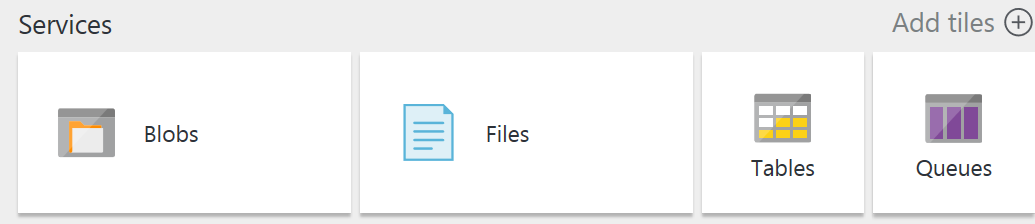 Services
Add tiles
Blobs
Files
Tables
Queues